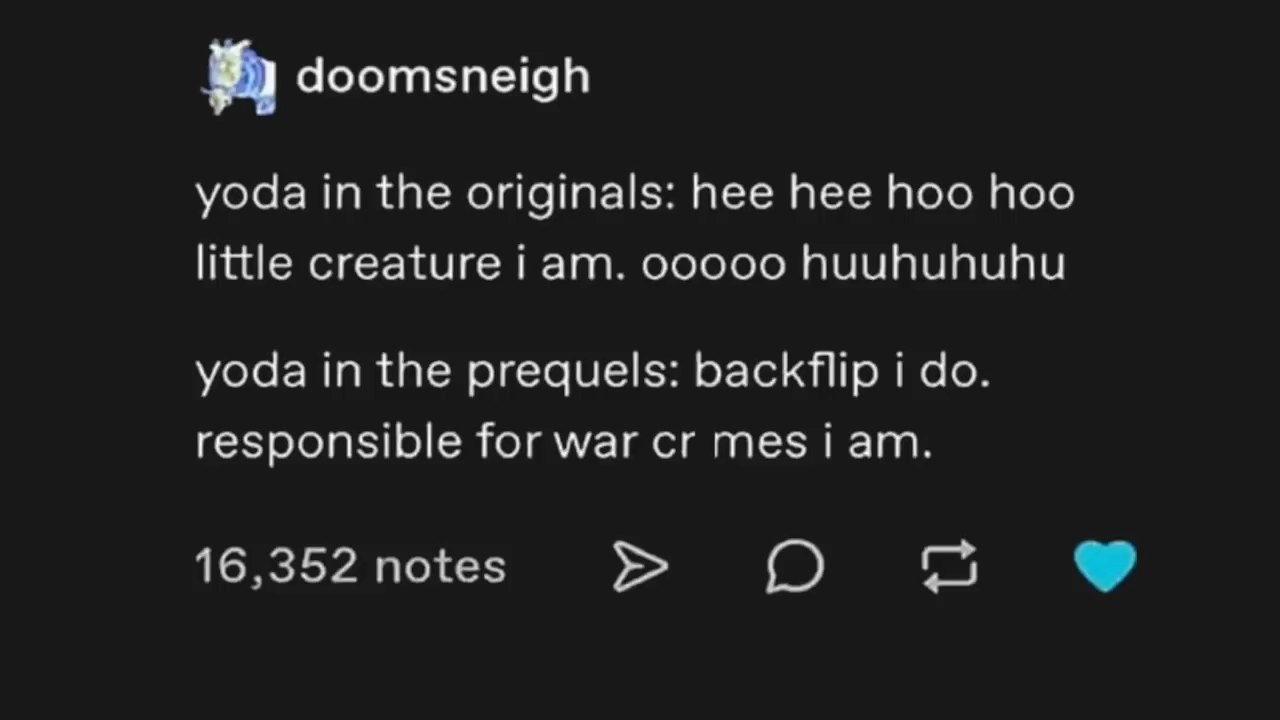 doomsneigh
yoda in the originals: hee hee hoo hoo
little creature i am. ooooo huuhuhuhu
yoda in the prequels: backflip i do.
responsible for war cr mes i am.
16,352 notes